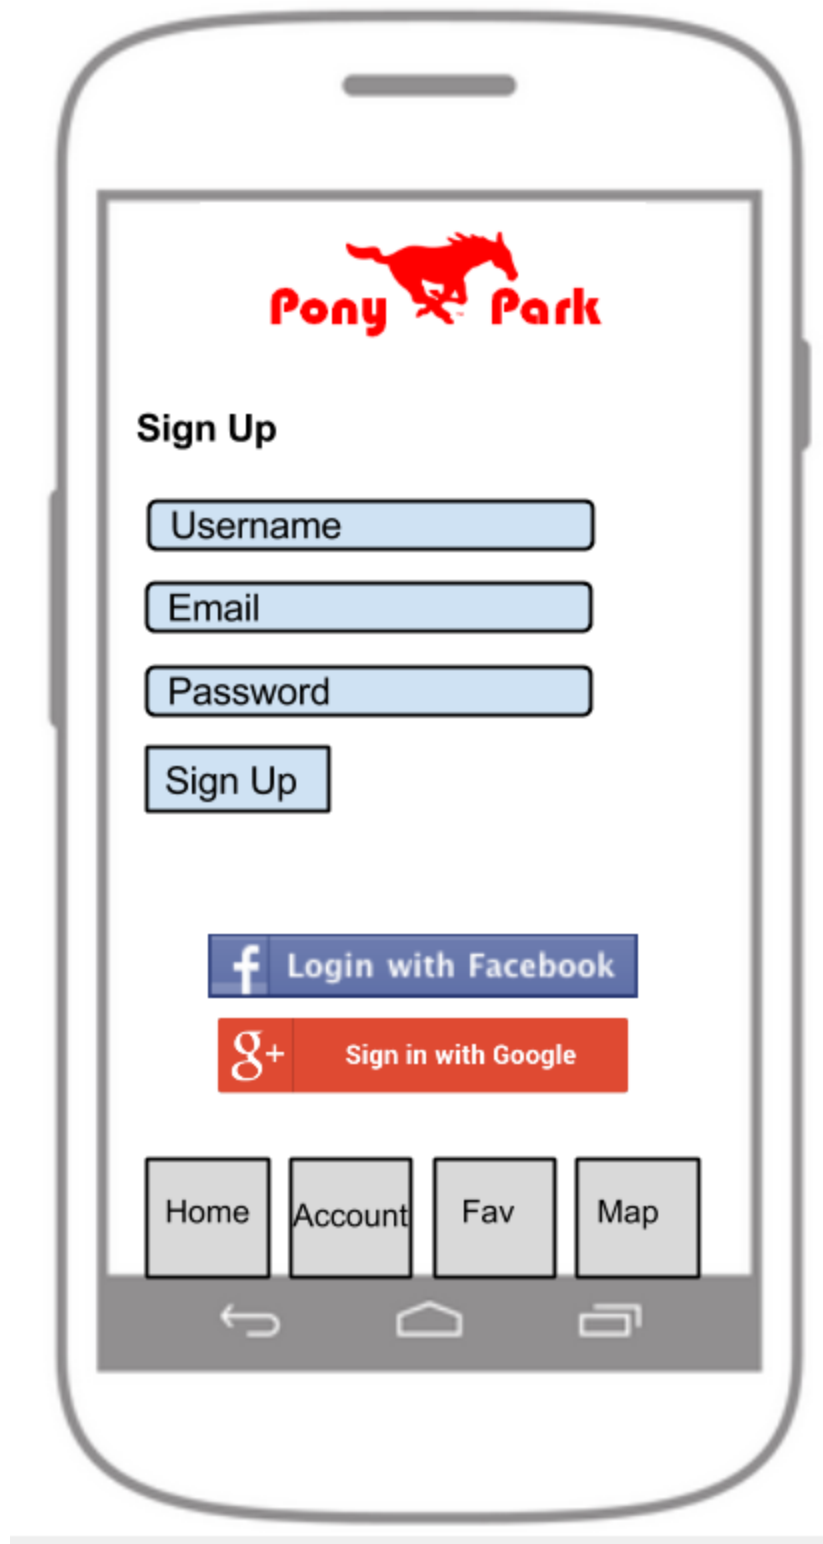 Pony Park
Sign Up
Username
Email
Password
Sign Up
f Login with Facebook
g+ Sign in with Google
Home Account Fav Map